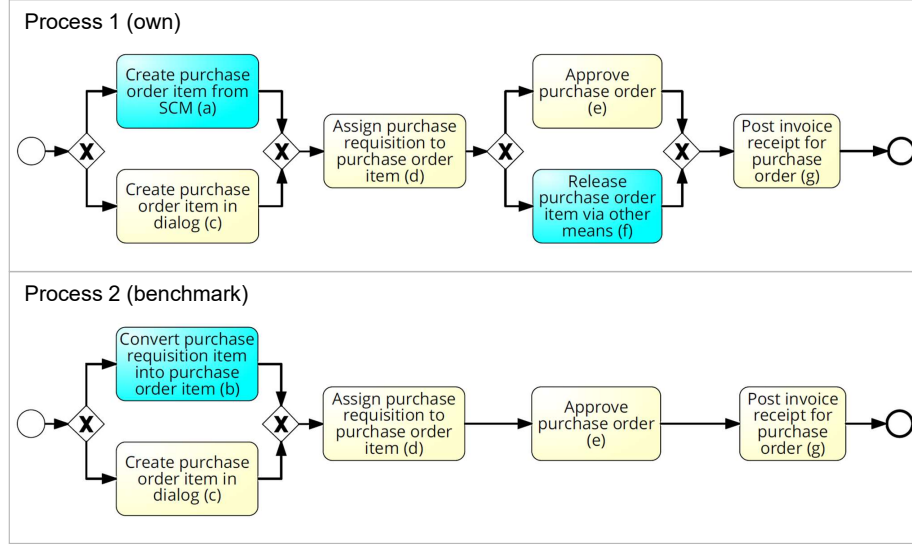 Process 1 (own)
Create purchase
order item from
SCM (a)
X
Create purchase
order item in
dialog (c)
X
Assign purchase
requisition to
purchase order
item (d)
X
Approve
purchase order
(e)
Release
purchase order
item via other
means (f)
X
Post invoice
receipt for
purchase
order (g)
Process 2 (benchmark)
Convert purchase
requisition item
into purchase
order item (b)
X
Create purchase
order item in
dialog (c)
X
Assign purchase
requisition to
purchase order
item (d)
Approve
purchase order
(e)
Post invoice
receipt for
purchase
order (g)